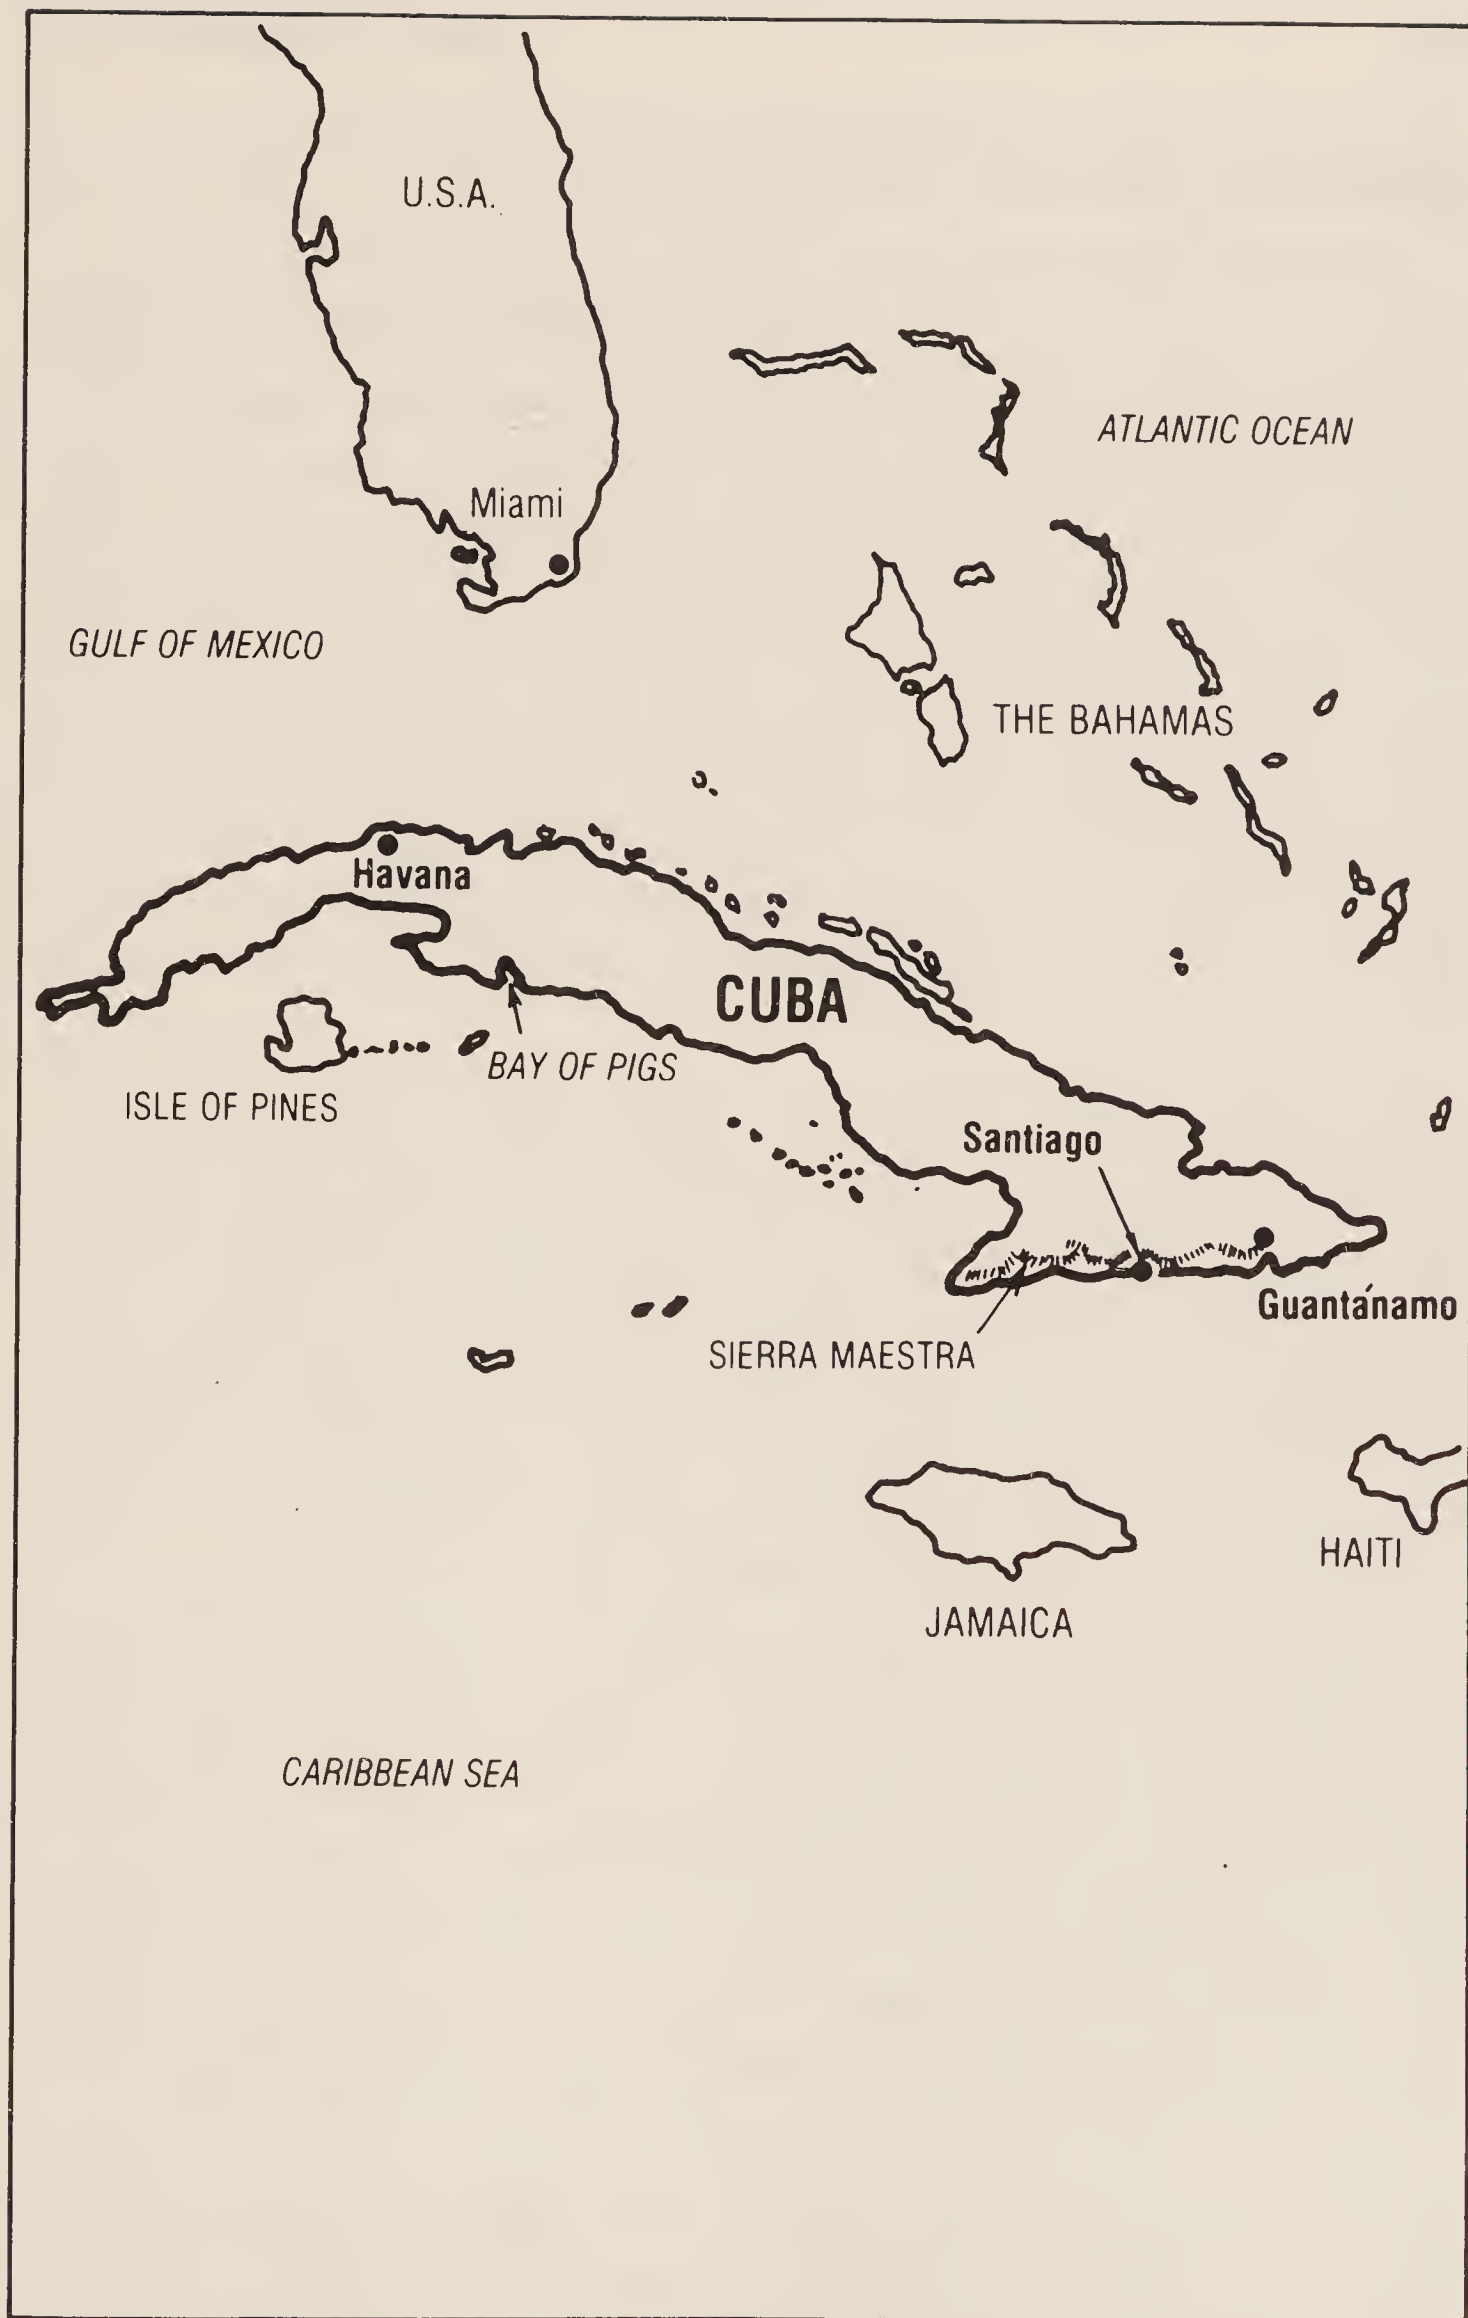 U.S.A.
ATLANTIC OCEAN
Miami
GULF OF MEXICO
THE BAHAMAS
Havana
CUBA
BAY OF PIGS
ISLE OF PINES
Santiago
Guantánamo
SIERRA MAESTRA
HAITI
JAMAICA
CARIBBEAN SEA